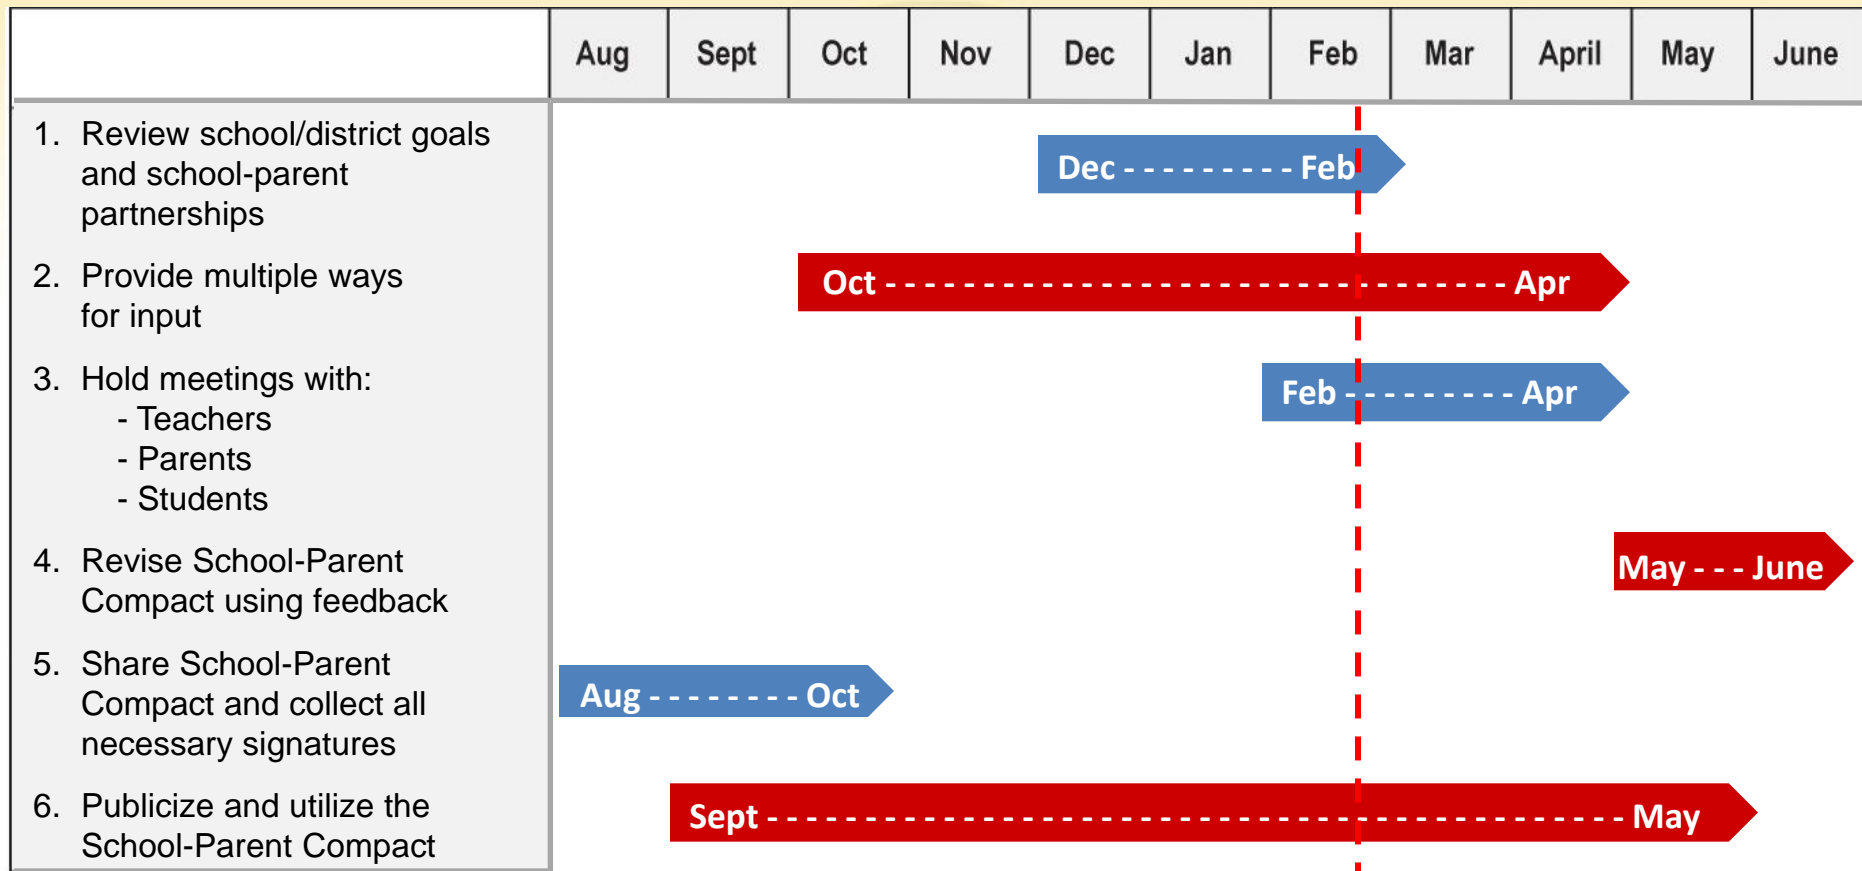 Aug Sept Oct Nov Dec Jan Feb Mar April May June
1. Review school/district goals
and school-parent
partnerships
Dec - - - - - - - - - Feb
2. Provide multiple ways
for input
Oct - - - - - - - - - - - - - - - - - - - - - - - - - - - - - - - - Apr
3. Hold meetings with:
- Teachers
- Parents
- Students
Feb - - - - - - - - - Apr
4. Revise School-Parent
Compact using feedback
May - - - June
5. Share School-Parent
Compact and collect all
necessary signatures
Aug - - - - - - - - Oct
6. Publicize and utilize the
School-Parent Compact
Sept - - - - - - - - - - - - - - - - - - - - - - - - - - - - - - - - - - - - - - - - - - - - May